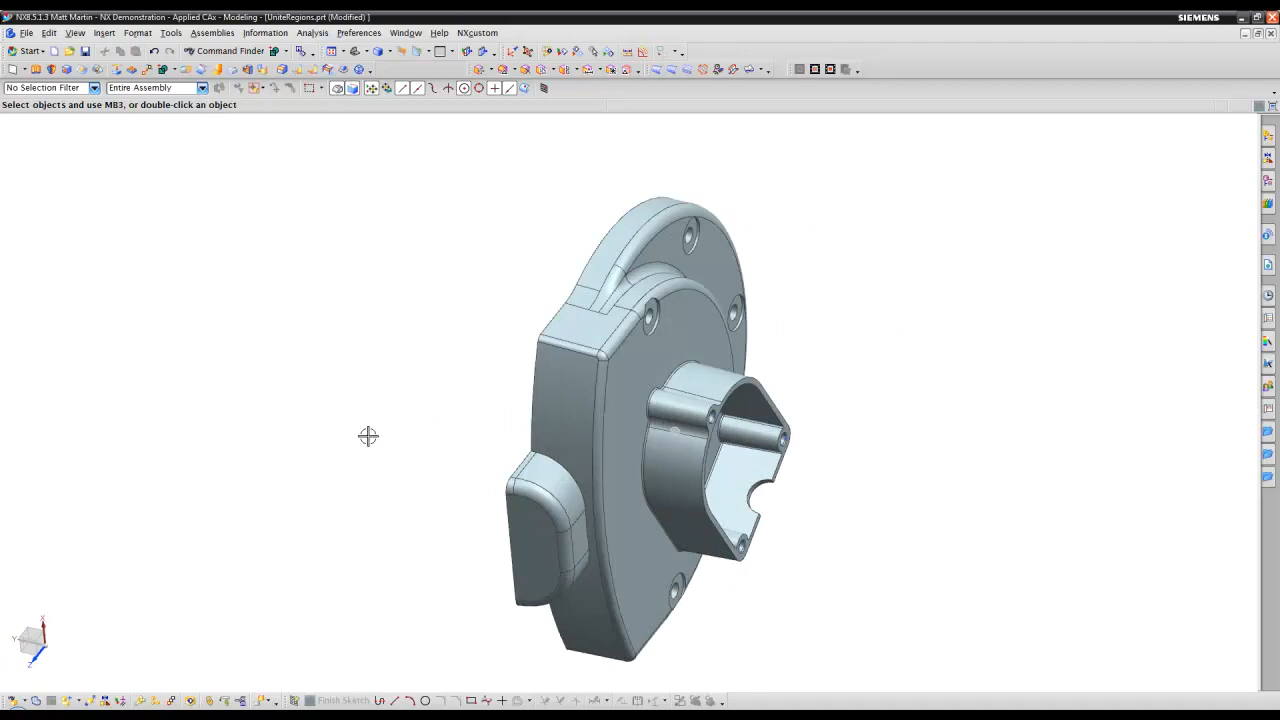 NX8.5.1.3 Matt Martin - NX Demonstration - Applied CAx - Modeling - [UniteRegions.prt (Modified) ]
SIEMENS
File Edit View Insert Format Tools Assemblies Information Analysis Preferences Window Help NXcustom
Start Command Finder
No Selection Filter Entire Assembly
Select objects and use MB3, or double-click an object
X
Y
Z
Finish Sketch